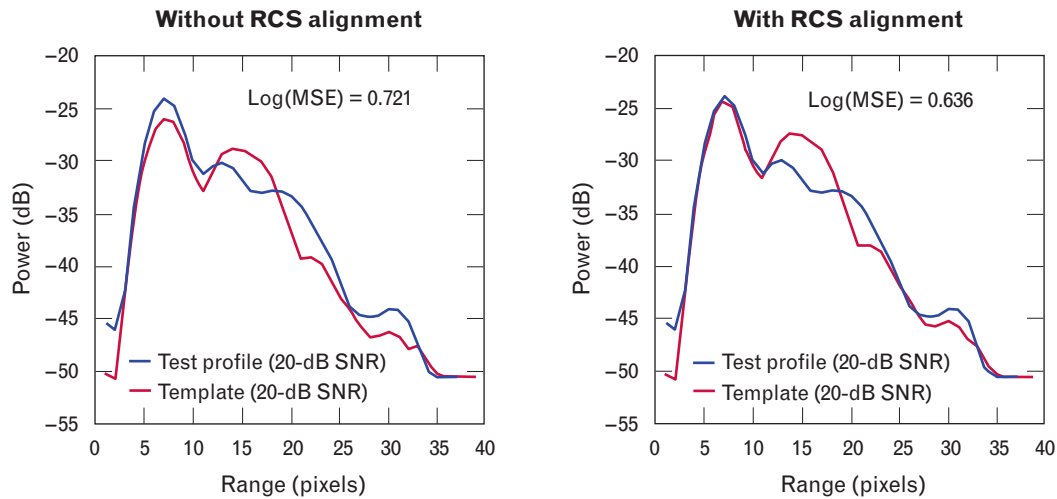 Without RCS alignment
−20
−25
−30
−35
−40
−45
−50
−55
Power (dB)
Log(MSE) = 0.721
Test profile (20-dB SNR)
Template (20-dB SNR)
0 5 10 15 20 25 30 35 40
Range (pixels)
With RCS alignment
−20
−25
−30
−35
−40
−45
−50
−55
Power (dB)
Log(MSE) = 0.636
Test profile (20-dB SNR)
Template (20-dB SNR)
0 5 10 15 20 25 30 35 40
Range (pixels)